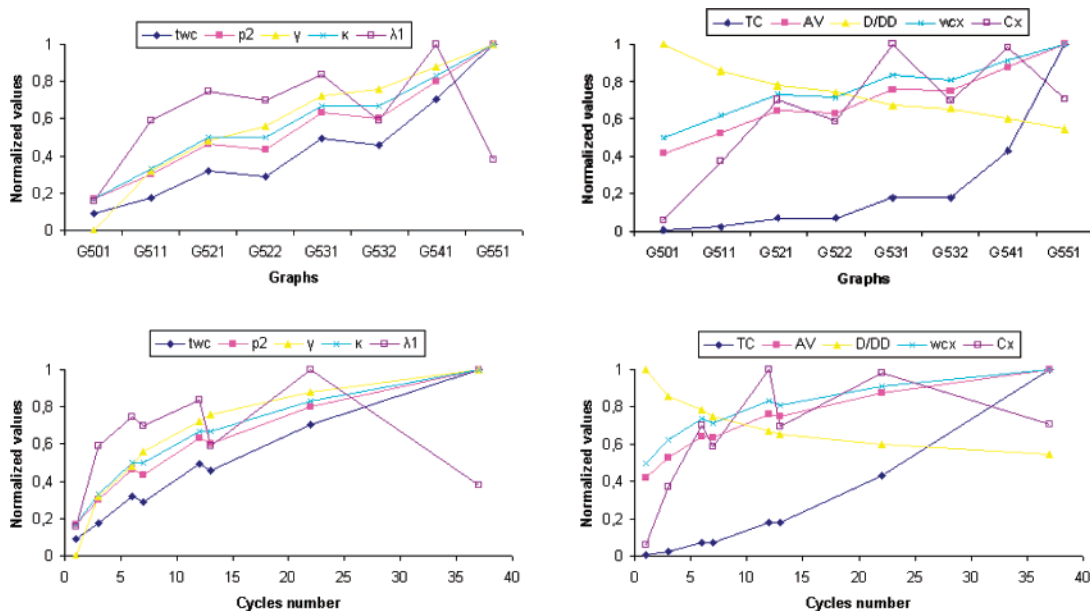 twc p2 γ κ λ1
Normalized values
1
0,8
0,6
0,4
0,2
0
G501 G511 G521 G522 G531 G532 G541 G551
Graphs
TC AV D/DD wcx Cx
Normalized values
1
0,8
0,6
0,4
0,2
0
G501 G511 G521 G522 G531 G532 G541 G551
Graphs
twc p2 γ κ λ1
Normalized values
1
0,8
0,6
0,4
0,2
0
0 5 10 15 20 25 30 35 40
Cycles number
TC AV D/DD wcx Cx
Normalized values
1
0,8
0,6
0,4
0,2
0
0 5 10 15 20 25 30 35 40
Cycles number